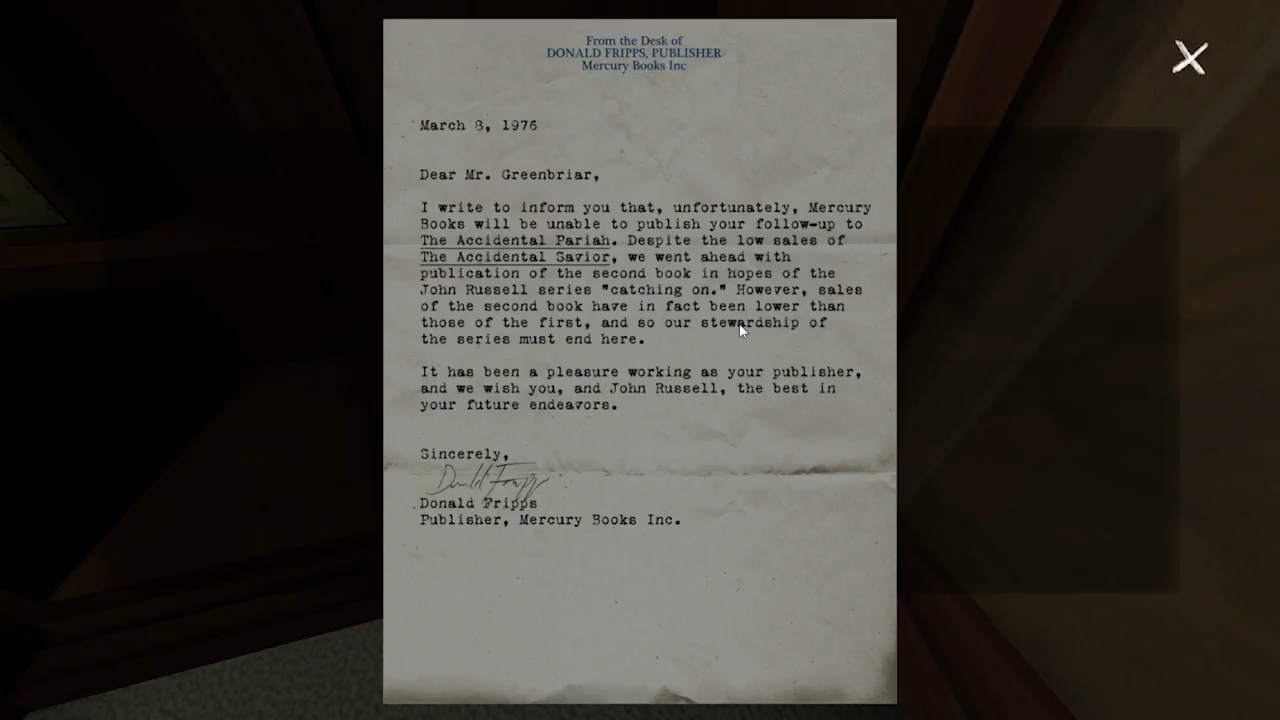 From the Desk of
DONALD FRIPPS, PUBLISHER
Mercury Books Inc
March 8, 1976
Dear Mr. Greenbriar,
I write to inform you that, unfortunately, Mercury
Books will be unable to publish your follow-up to
The Accidental Pariah. Despite the low sales of
The Accidental Savior, we went ahead with
publication of the second book in hopes of the
John Russell series "catching on." However, sales
of the second book have in fact been lower than
those of the first, and so our stewardship of
the series must end here.
It has been a pleasure working as your publisher,
and we wish you, and John Russell, the best in
your future endeavors.
Sincerely,
Donald Fripps
Donald Fripps
Publisher, Mercury Books Inc.